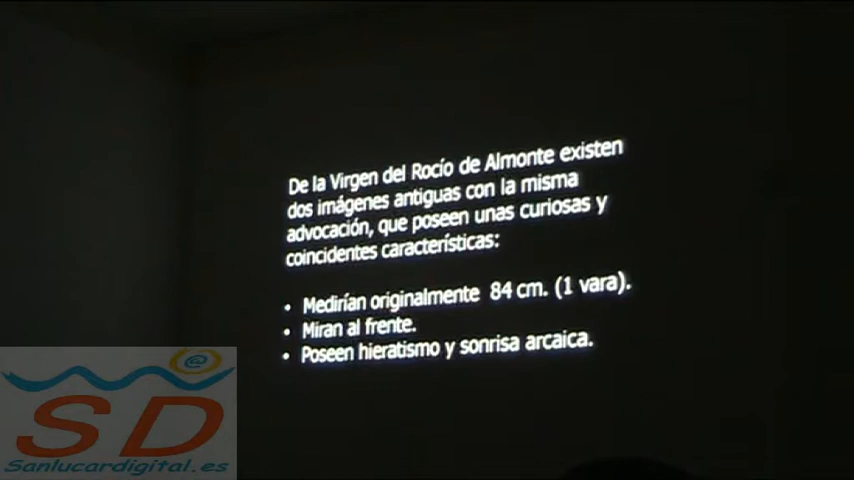 De la Virgen del Rocío de Almonte existen
dos imágenes antiguas con la misma
advocación, que poseen unas curiosas y
coincidentes características:
• Medirían originalmente 84 cm. (1 vara).
• Miran al frente.
• Poseen hieratismo y sonrisa arcaica.
@
SD
Sanlucardigital.es